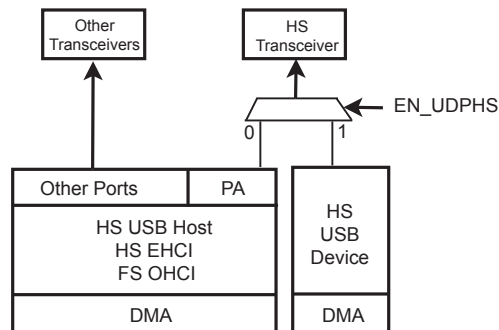 Other
Transceivers
HS
Transceiver
EN_UDPHS
0
1
Other Ports
PA
HS USB Host
HS EHCI
FS OHCI
DMA
HS
USB
Device
DMA